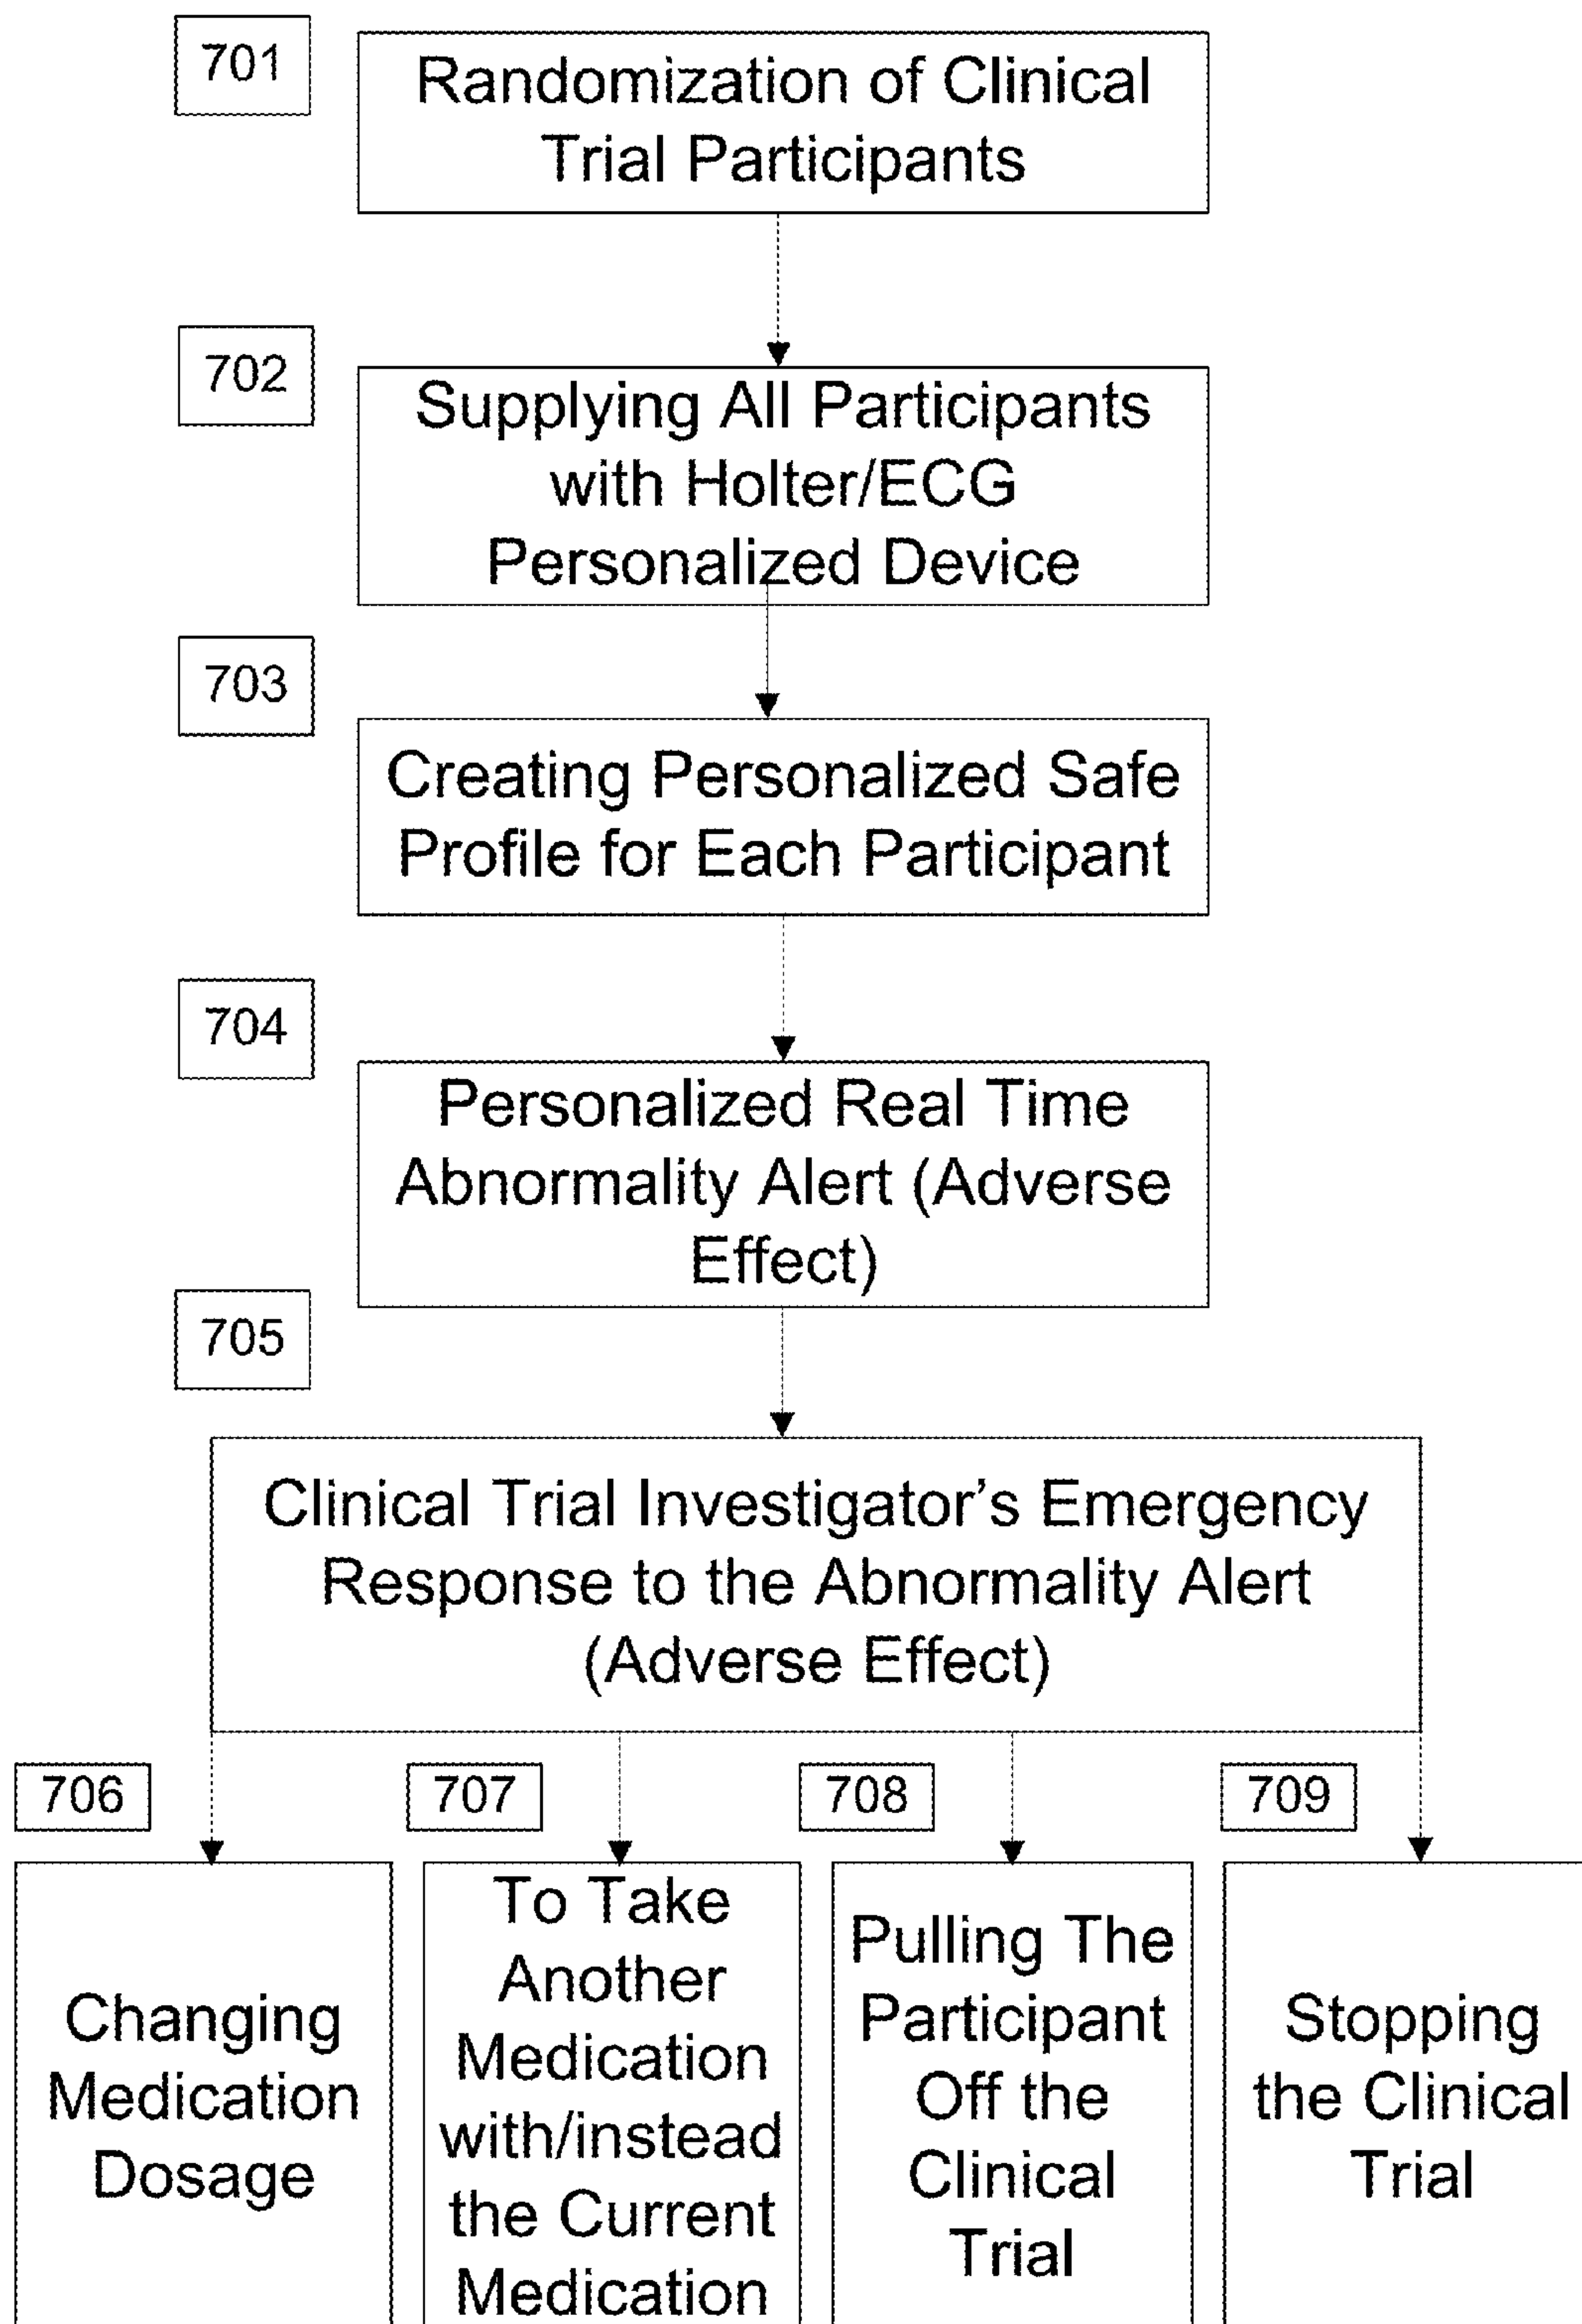 701
Randomization of Clinical
Trial Participants
702
Supplying All Participants
with Holter/ECG
Personalized Device
703
Creating Personalized Safe
Profile for Each Participant
704
Personalized Real Time
Abnormality Alert (Adverse
Effect)
705
Clinical Trial Investigator's Emergency
Response to the Abnormality Alert
(Adverse Effect)
706
Changing
Medication
Dosage
707
To Take
Another
Medication
with/instead
the Current
Medication
708
Pulling The
Participant
Off the
Clinical
Trial
709
Stopping
the Clinical
Trial